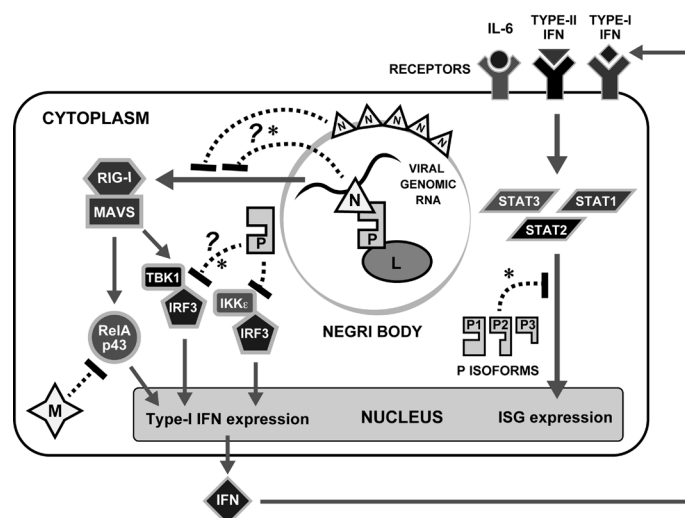 IL-6
TYPE-II
IFN
TYPE-I
IFN
RECEPTORS
CYTOPLASM
? *
N
N
N
N
N
RIG-I
MAVS
VIRAL
GENOMIC
RNA
N
P
L
NEGRI BODY
P
?
*
TBK1
IRF3
IKKε
IRF3
STAT3
STAT1
STAT2
*
P1
P2
P3
P ISOFORMS
RelA
p43
M
Type-I IFN expression
NUCLEUS
ISG expression
IFN